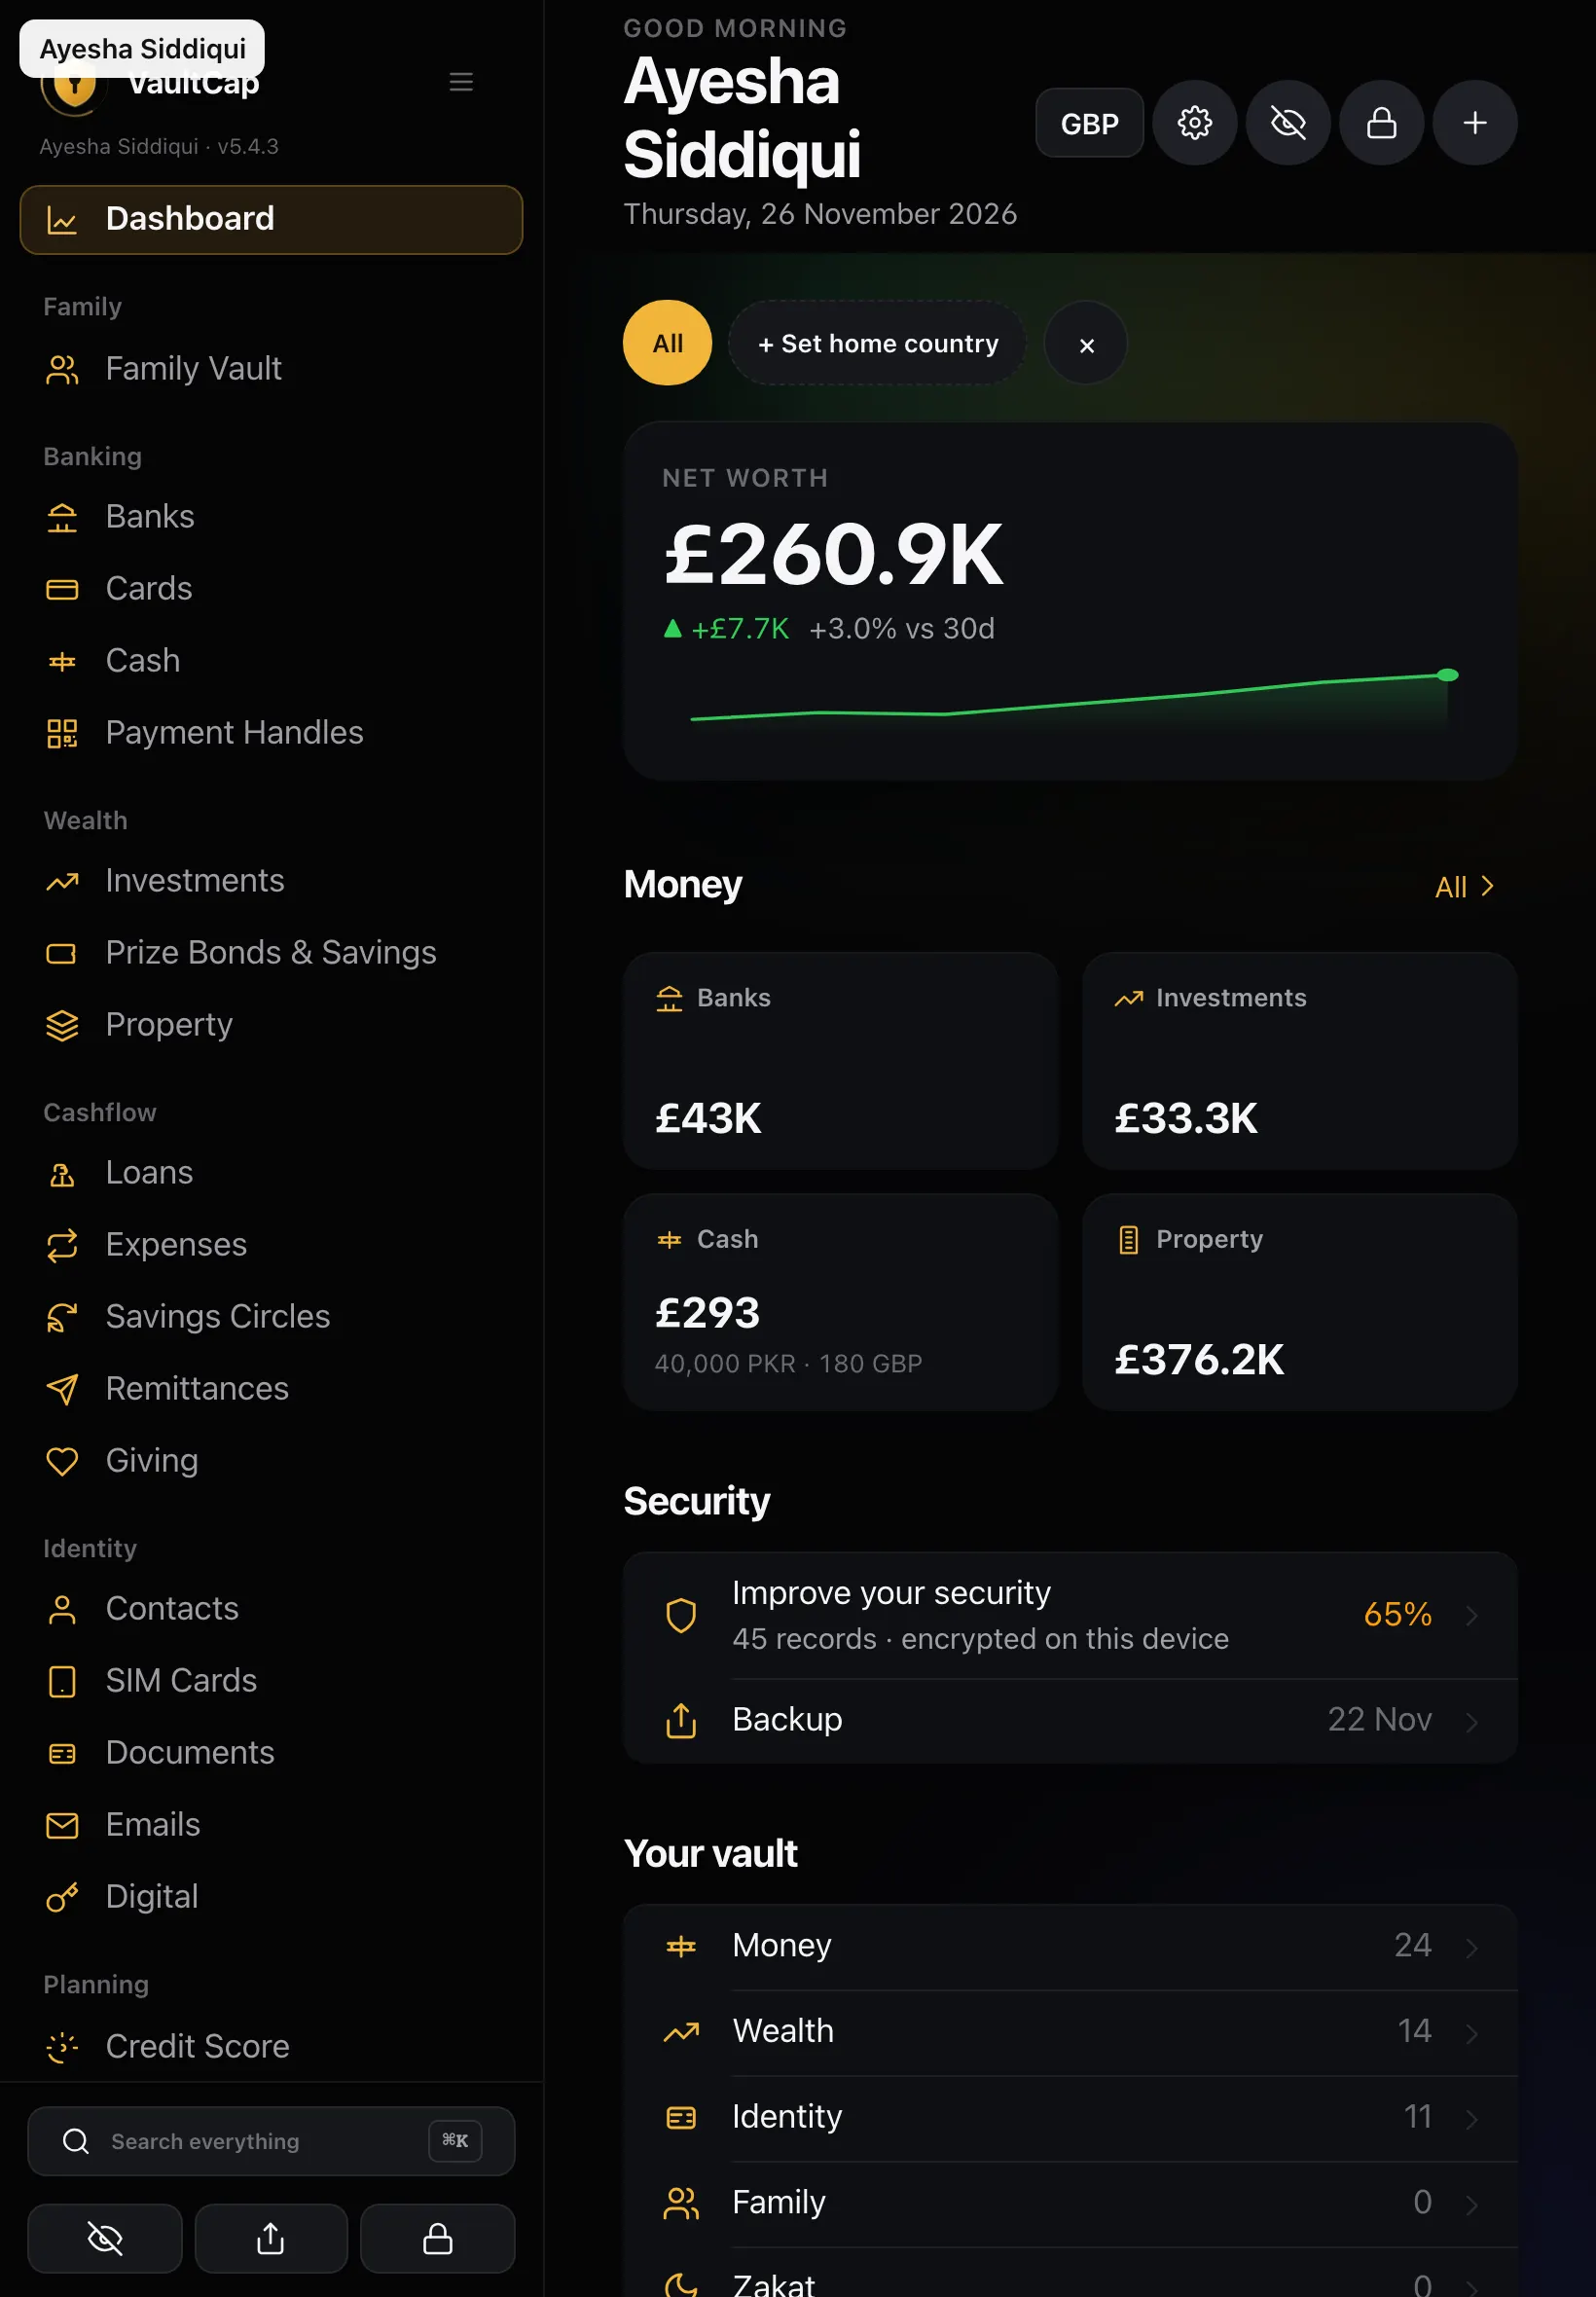 Ayesha Siddiqui
VaultCap
Ayesha Siddiqui · v5.4.3
Dashboard
Family
Family Vault
Banking
Banks
Cards
Cash
Payment Handles
Wealth
Investments
Prize Bonds & Savings
Property
Cashflow
Loans
Expenses
Savings Circles
Remittances
Giving
Identity
Contacts
SIM Cards
Documents
Emails
Digital
Planning
Credit Score
Search everything ⌘K
GOOD MORNING
Ayesha
Siddiqui
Thursday, 26 November 2026
GBP
All
+ Set home country
×
NET WORTH
£260.9K
▲ +£7.7K +3.0% vs 30d
Money
All
Banks
£43K
Investments
£33.3K
Cash
£293
40,000 PKR · 180 GBP
Property
£376.2K
Security
Improve your security
45 records · encrypted on this device
65%
Backup
22 Nov
Your vault
Money 24
Wealth 14
Identity 11
Family 0
Zakat 0